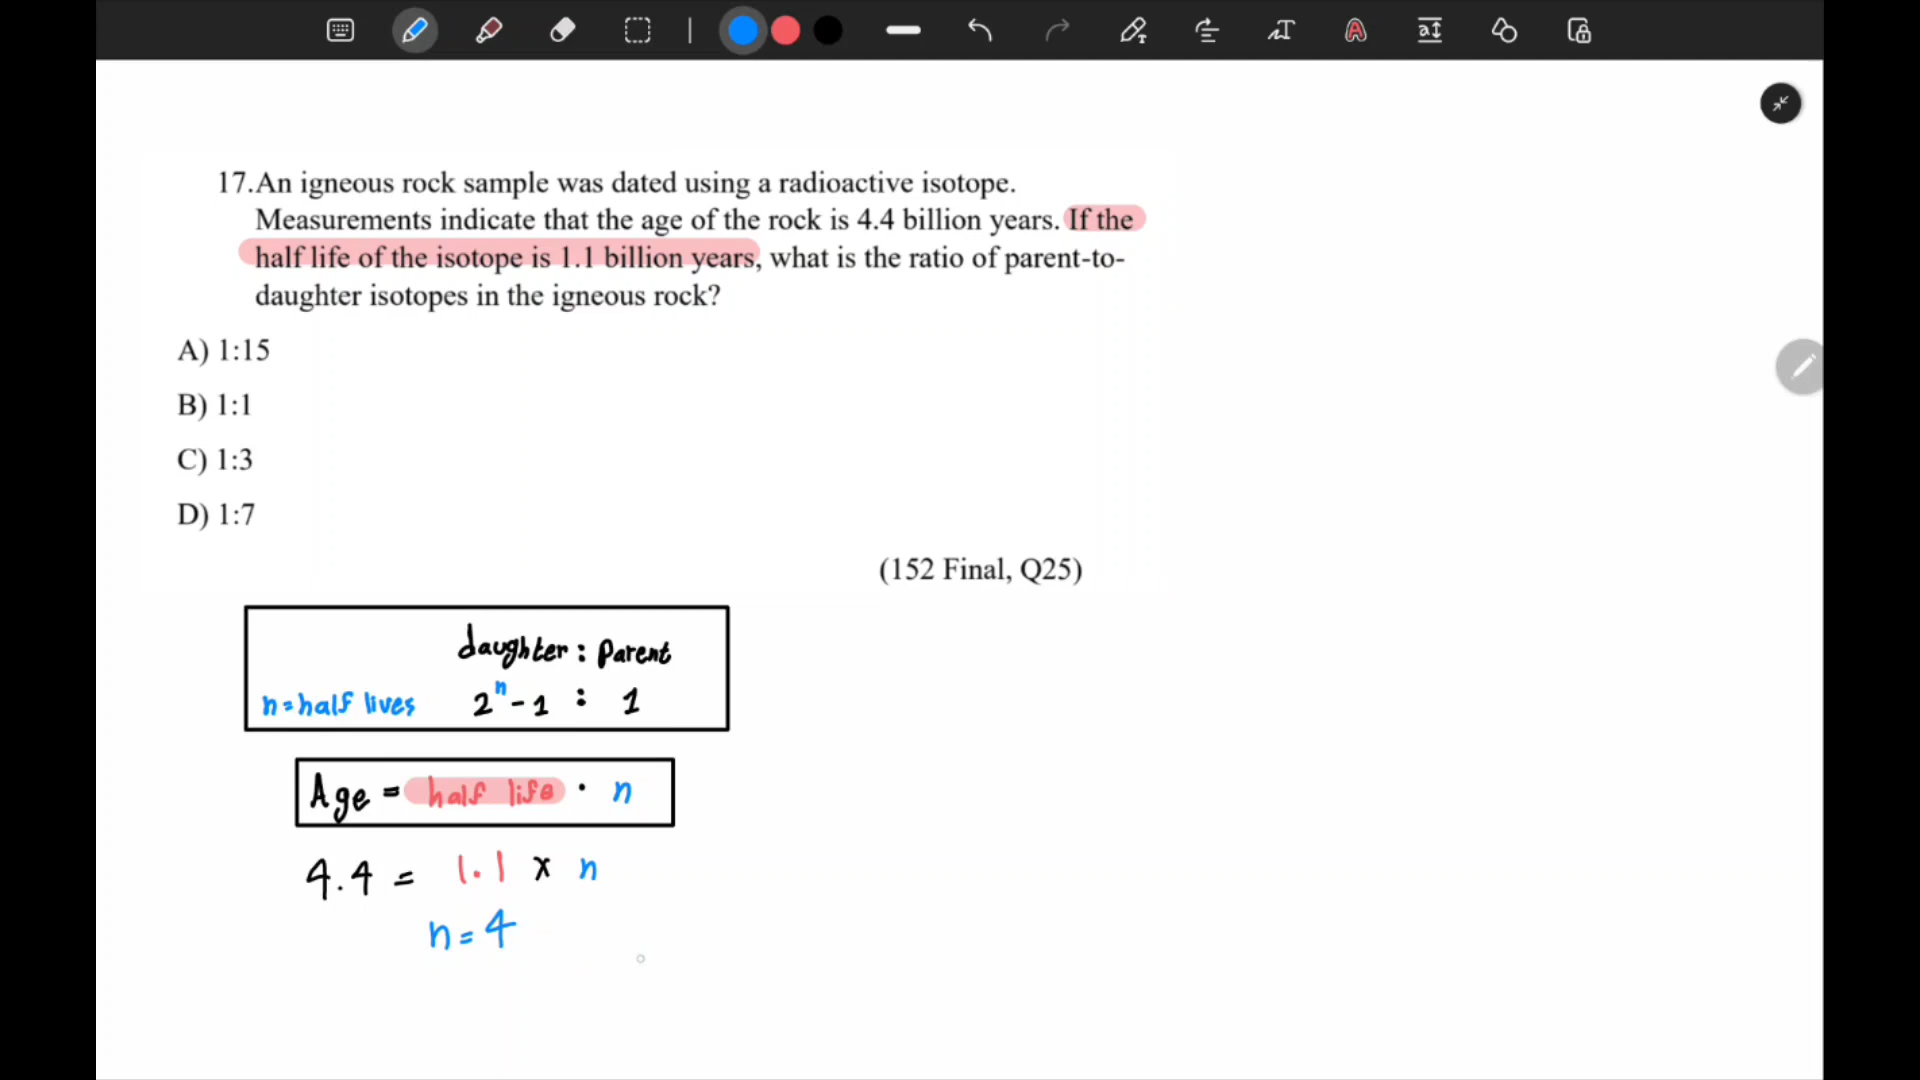 17.An igneous rock sample was dated using a radioactive isotope.
Measurements indicate that the age of the rock is 4.4 billion years. If the
half life of the isotope is 1.1 billion years, what is the ratio of parent-to-
daughter isotopes in the igneous rock?
A) 1:15
B) 1:1
C) 1:3
D) 1:7
(152 Final, Q25)
daughter : Parent
n=half lives 2ⁿ-1 : 1
Age = half life · n
4.4 = 1.1 x n
n=4